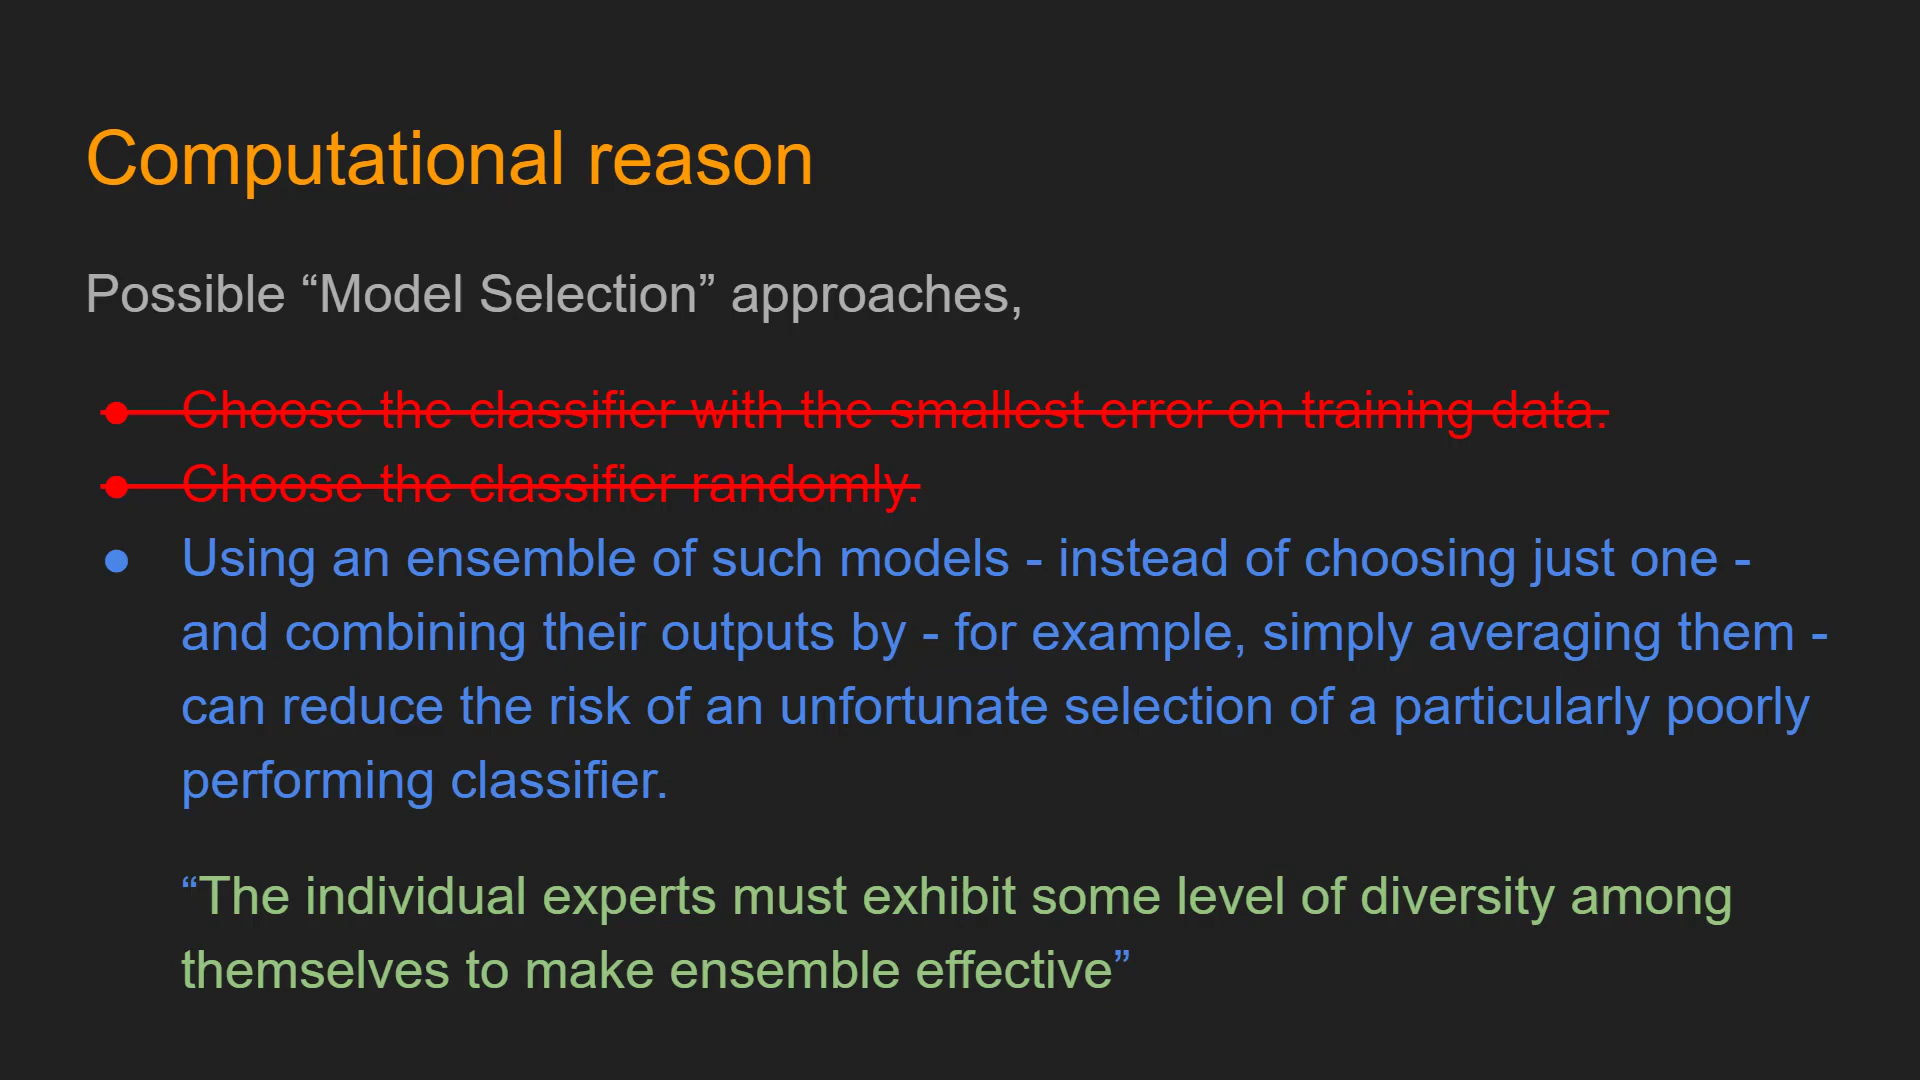 Computational reason
Possible “Model Selection” approaches,
● Choose the classifier with the smallest error on training data.
● Choose the classifier randomly.
● Using an ensemble of such models - instead of choosing just one -
and combining their outputs by - for example, simply averaging them -
can reduce the risk of an unfortunate selection of a particularly poorly
performing classifier.
“The individual experts must exhibit some level of diversity among
themselves to make ensemble effective”